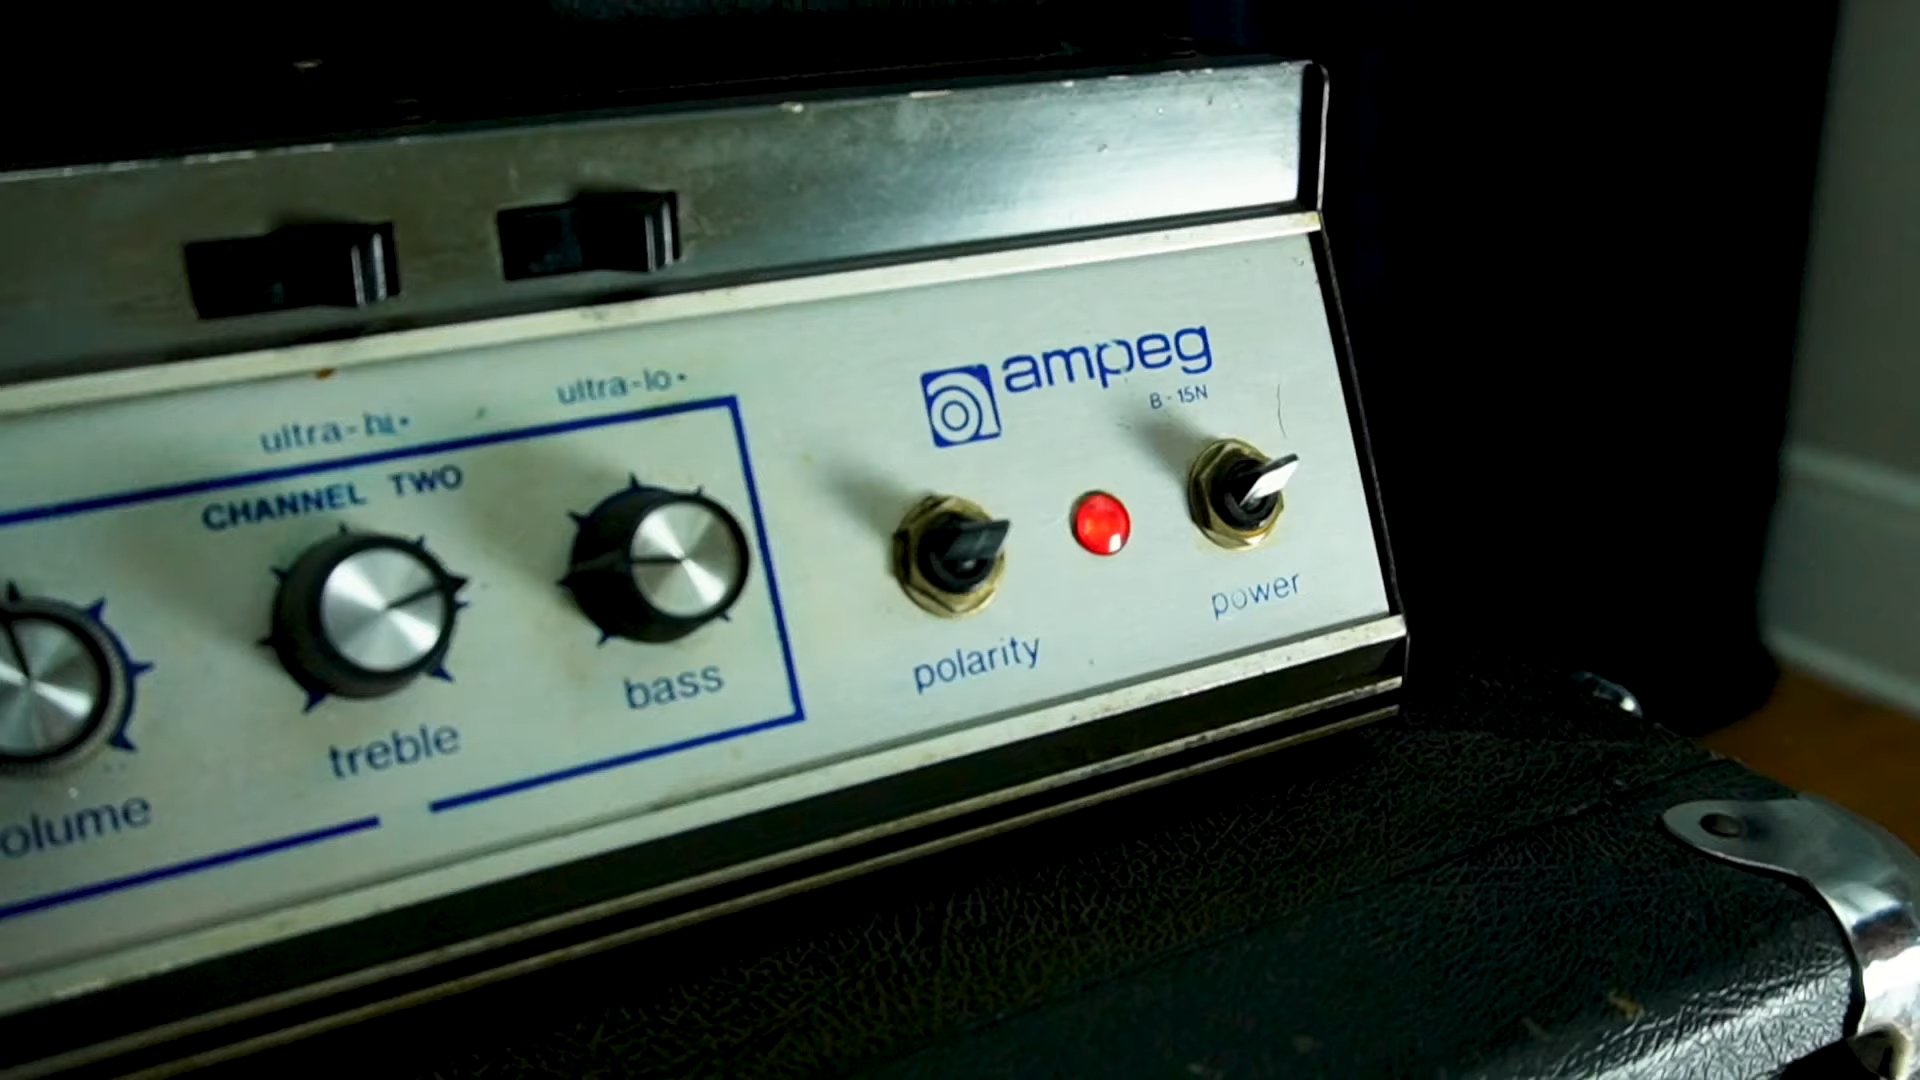 ultra-hi•
ultra-lo•
CHANNEL TWO
ampeg
B-15N
olume
treble
bass
polarity
power